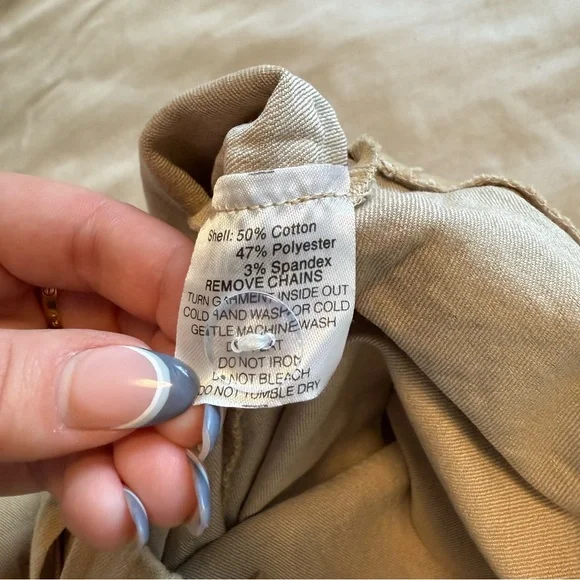 Shell: 50% Cotton
47% Polyester
3% Spandex
REMOVE CHAINS
TURN GARMENT INSIDE OUT
COLD HAND WASH OR COLD
GENTLE MACHINE WASH
DO NOT IRON
DO NOT BLEACH
DO NOT TUMBLE DRY